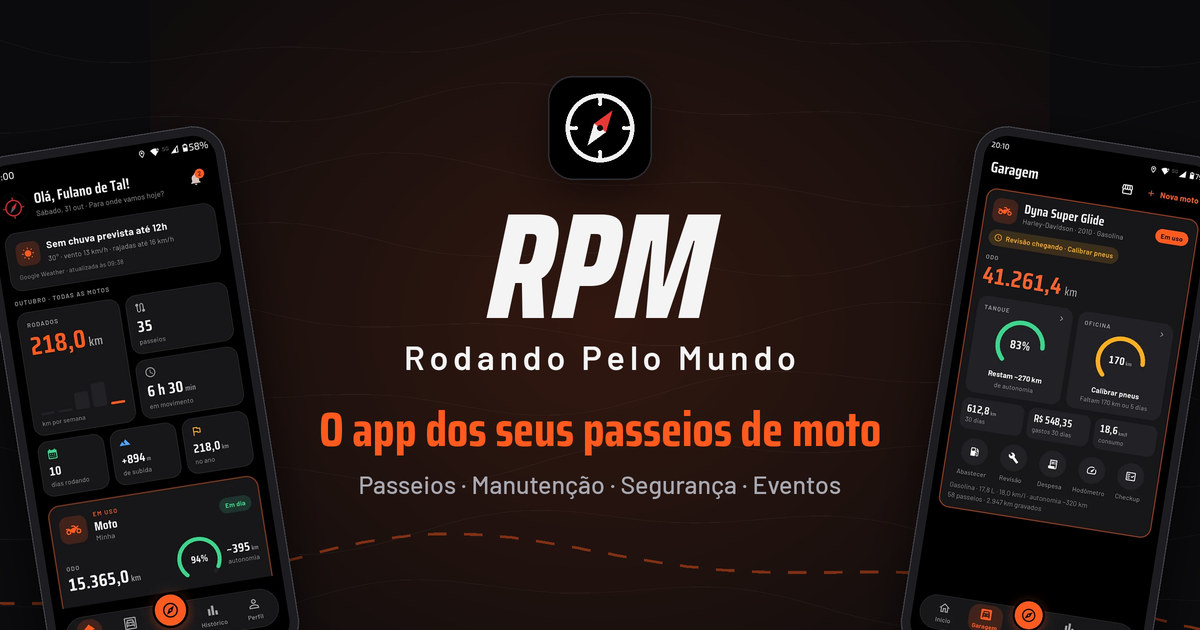 RPM
Rodando Pelo Mundo
O app dos seus passeios de moto
Passeios · Manutenção · Segurança · Eventos
:00
58%
Olá, Fulano de Tal!
Sábado, 31 out · Para onde vamos hoje?
2
Sem chuva prevista até 12h
30° · vento 13 km/h · rajadas até 16 km/h
Google Weather · atualizada às 09:38
OUTUBRO · TODAS AS MOTOS
RODADOS
218,0 km
km por semana
35
passeios
6 h 30 min
em movimento
10
dias rodando
+894 m
de subida
218,0 km
no ano
EM USO
Moto
Minha
Em dia
ODO
15.365,0 km
94%
~395 km
autonomia
Histórico
Perfil
20:10
Garagem
+ Nova moto
Dyna Super Glide
Harley-Davidson · 2010 · Gasolina
Em uso
Revisão chegando · Calibrar pneus
ODO
41.261,4 km
TANQUE
83%
Restam ~270 km
de autonomia
OFICINA
170 km
Calibrar pneus
Faltam 170 km ou 5 dias
612,8 km
30 dias
R$ 548,35
gastos 30 dias
18,6 km/l
consumo
Abastecer
Revisão
Despesa
Hodômetro
Checkup
Gasolina · 17,8 L · 18,0 km/l · autonomia ~320 km
58 passeios · 2.947 km gravados
Início
Garagem